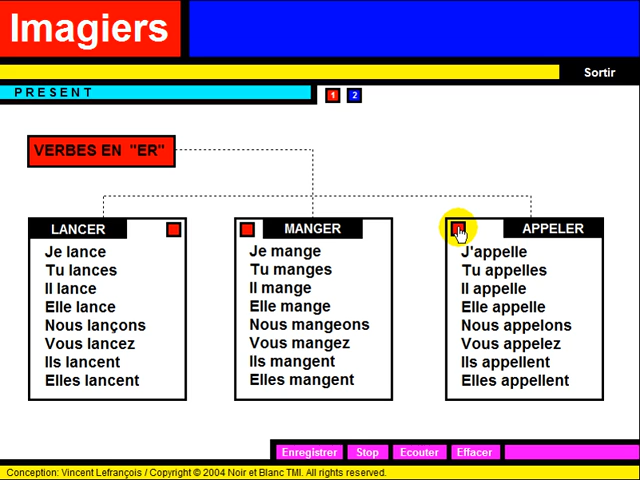 Imagiers
Sortir
PRESENT
1 2
VERBES EN "ER"
LANCER
Je lance
Tu lances
Il lance
Elle lance
Nous lançons
Vous lancez
Ils lancent
Elles lancent
MANGER
Je mange
Tu manges
Il mange
Elle mange
Nous mangeons
Vous mangez
Ils mangent
Elles mangent
APPELER
J'appelle
Tu appelles
Il appelle
Elle appelle
Nous appelons
Vous appelez
Ils appellent
Elles appellent
Enregistrer Stop Ecouter Effacer
Conception: Vincent Lefrançois / Copyright © 2004 Noir et Blanc TMI. All rights reserved.